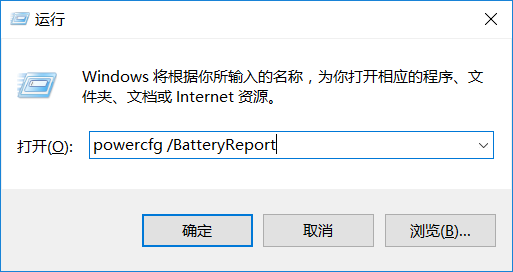 运行
Windows 将根据你所输入的名称，为你打开相应的程序、文
件夹、文档或 Internet 资源。
打开(O): powercfg /BatteryReport
确定 取消 浏览(B)...